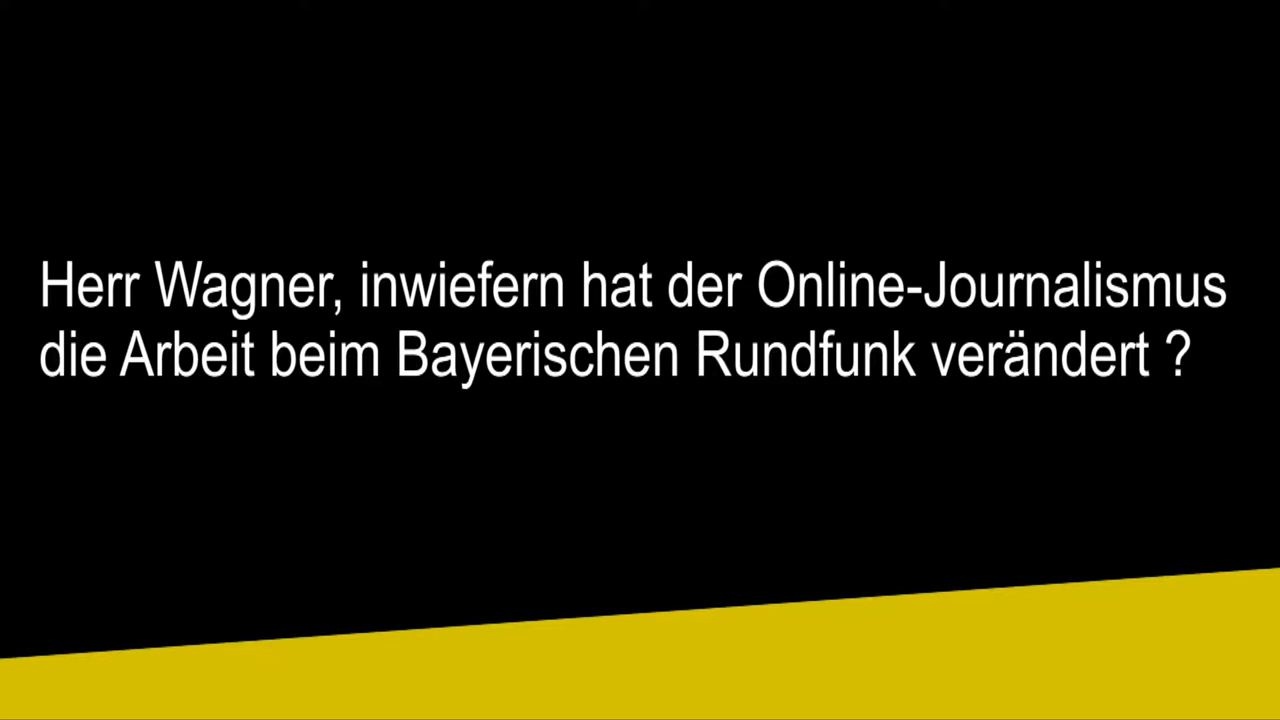 Herr Wagner, inwiefern hat der Online-Journalismus
die Arbeit beim Bayerischen Rundfunk verändert ?